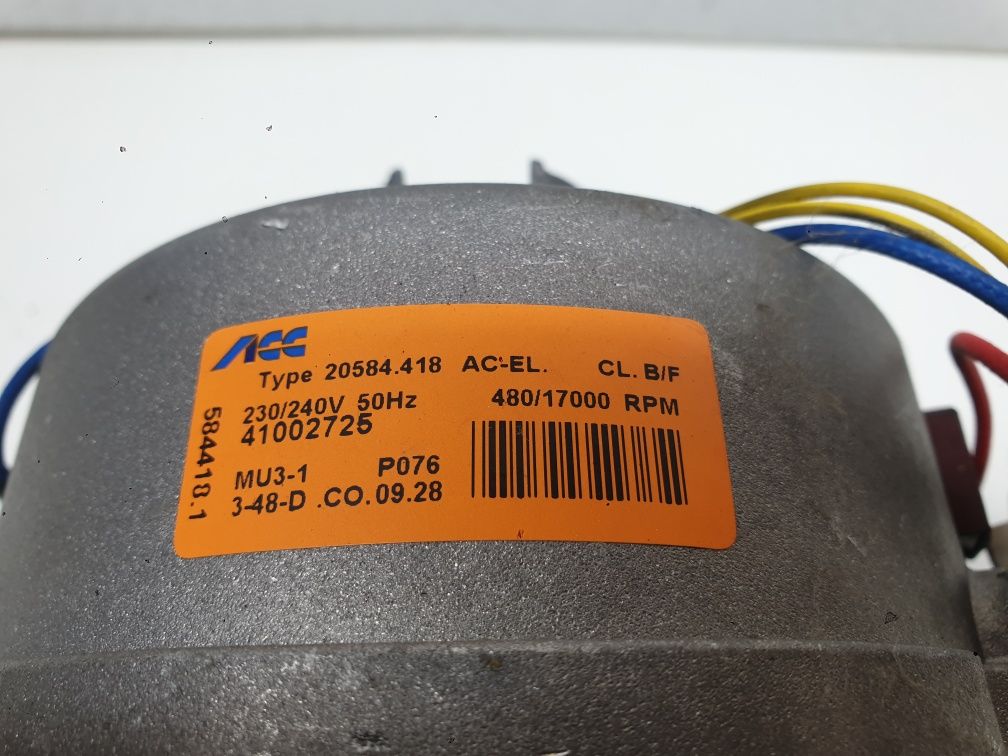 ACC
Type 20584.418 AC-EL. CL. B/F
230/240V 50Hz 480/17000 RPM
41002725
MU3-1 P076
3-48-D .CO. 09.28
584418.1